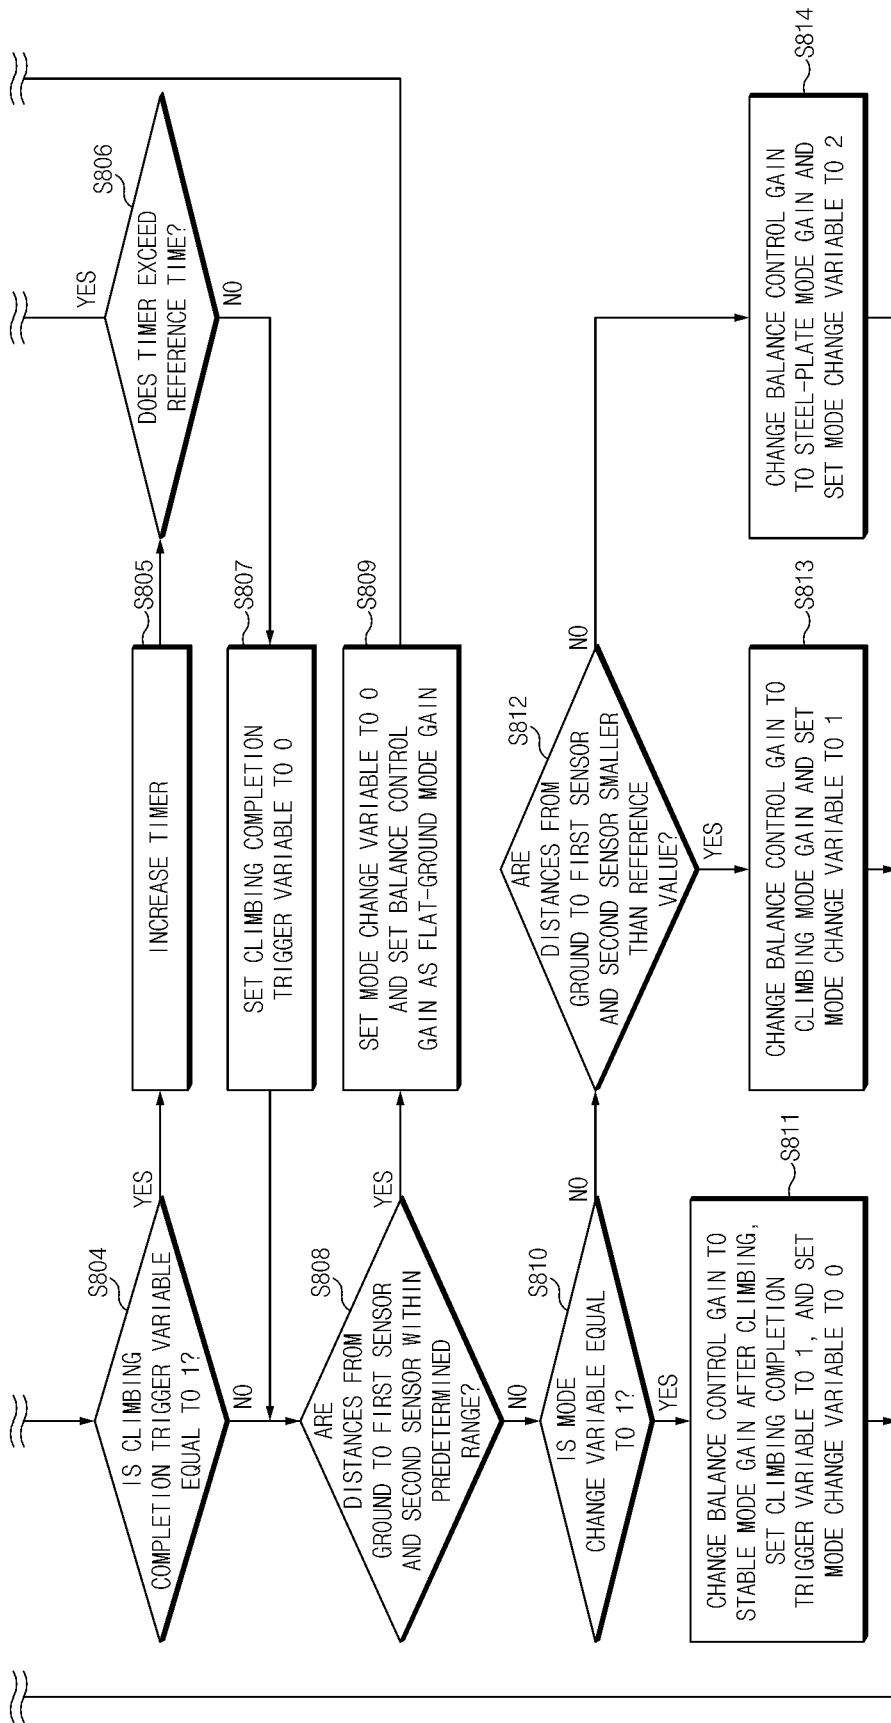 S804
IS CLIMBING
COMPLETION TRIGGER VARIABLE
EQUAL TO 1?
YES
NO
S805
INCREASE TIMER
S806
DOES TIMER EXCEED
REFERENCE TIME?
YES
NO
S807
SET CLIMBING COMPLETION
TRIGGER VARIABLE TO 0
S808
ARE
DISTANCES FROM
GROUND TO FIRST SENSOR
AND SECOND SENSOR WITHIN
PREDETERMINED
RANGE?
YES
NO
S809
SET MODE CHANGE VARIABLE TO 0
AND SET BALANCE CONTROL
GAIN AS FLAT-GROUND MODE GAIN
S810
IS MODE
CHANGE VARIABLE EQUAL
TO 1?
NO
YES
S812
ARE
DISTANCES FROM
GROUND TO FIRST SENSOR
AND SECOND SENSOR SMALLER
THAN REFERENCE
VALUE?
NO
YES
S811
CHANGE BALANCE CONTROL GAIN TO
STABLE MODE GAIN AFTER CLIMBING,
SET CLIMBING COMPLETION
TRIGGER VARIABLE TO 1, AND SET
MODE CHANGE VARIABLE TO 0
S813
CHANGE BALANCE CONTROL GAIN TO
CLIMBING MODE GAIN AND SET
MODE CHANGE VARIABLE TO 1
S814
CHANGE BALANCE CONTROL GAIN
TO STEEL-PLATE MODE GAIN AND
SET MODE CHANGE VARIABLE TO 2